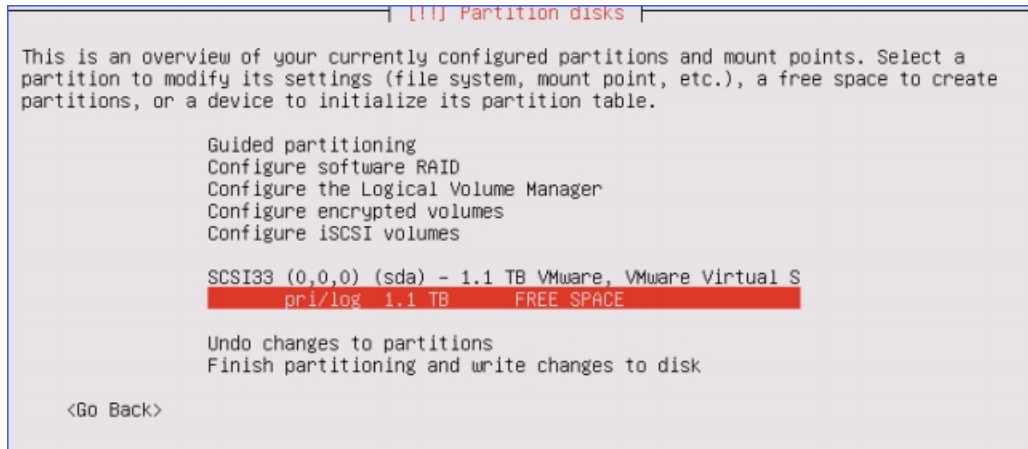 [!!] Partition disks
This is an overview of your currently configured partitions and mount points. Select a
partition to modify its settings (file system, mount point, etc.), a free space to create
partitions, or a device to initialize its partition table.
Guided partitioning
Configure software RAID
Configure the Logical Volume Manager
Configure encrypted volumes
Configure iSCSI volumes
SCSI33 (0,0,0) (sda) - 1.1 TB VMware, VMware Virtual S
pri/log 1.1 TB FREE SPACE
Undo changes to partitions
Finish partitioning and write changes to disk
<Go Back>